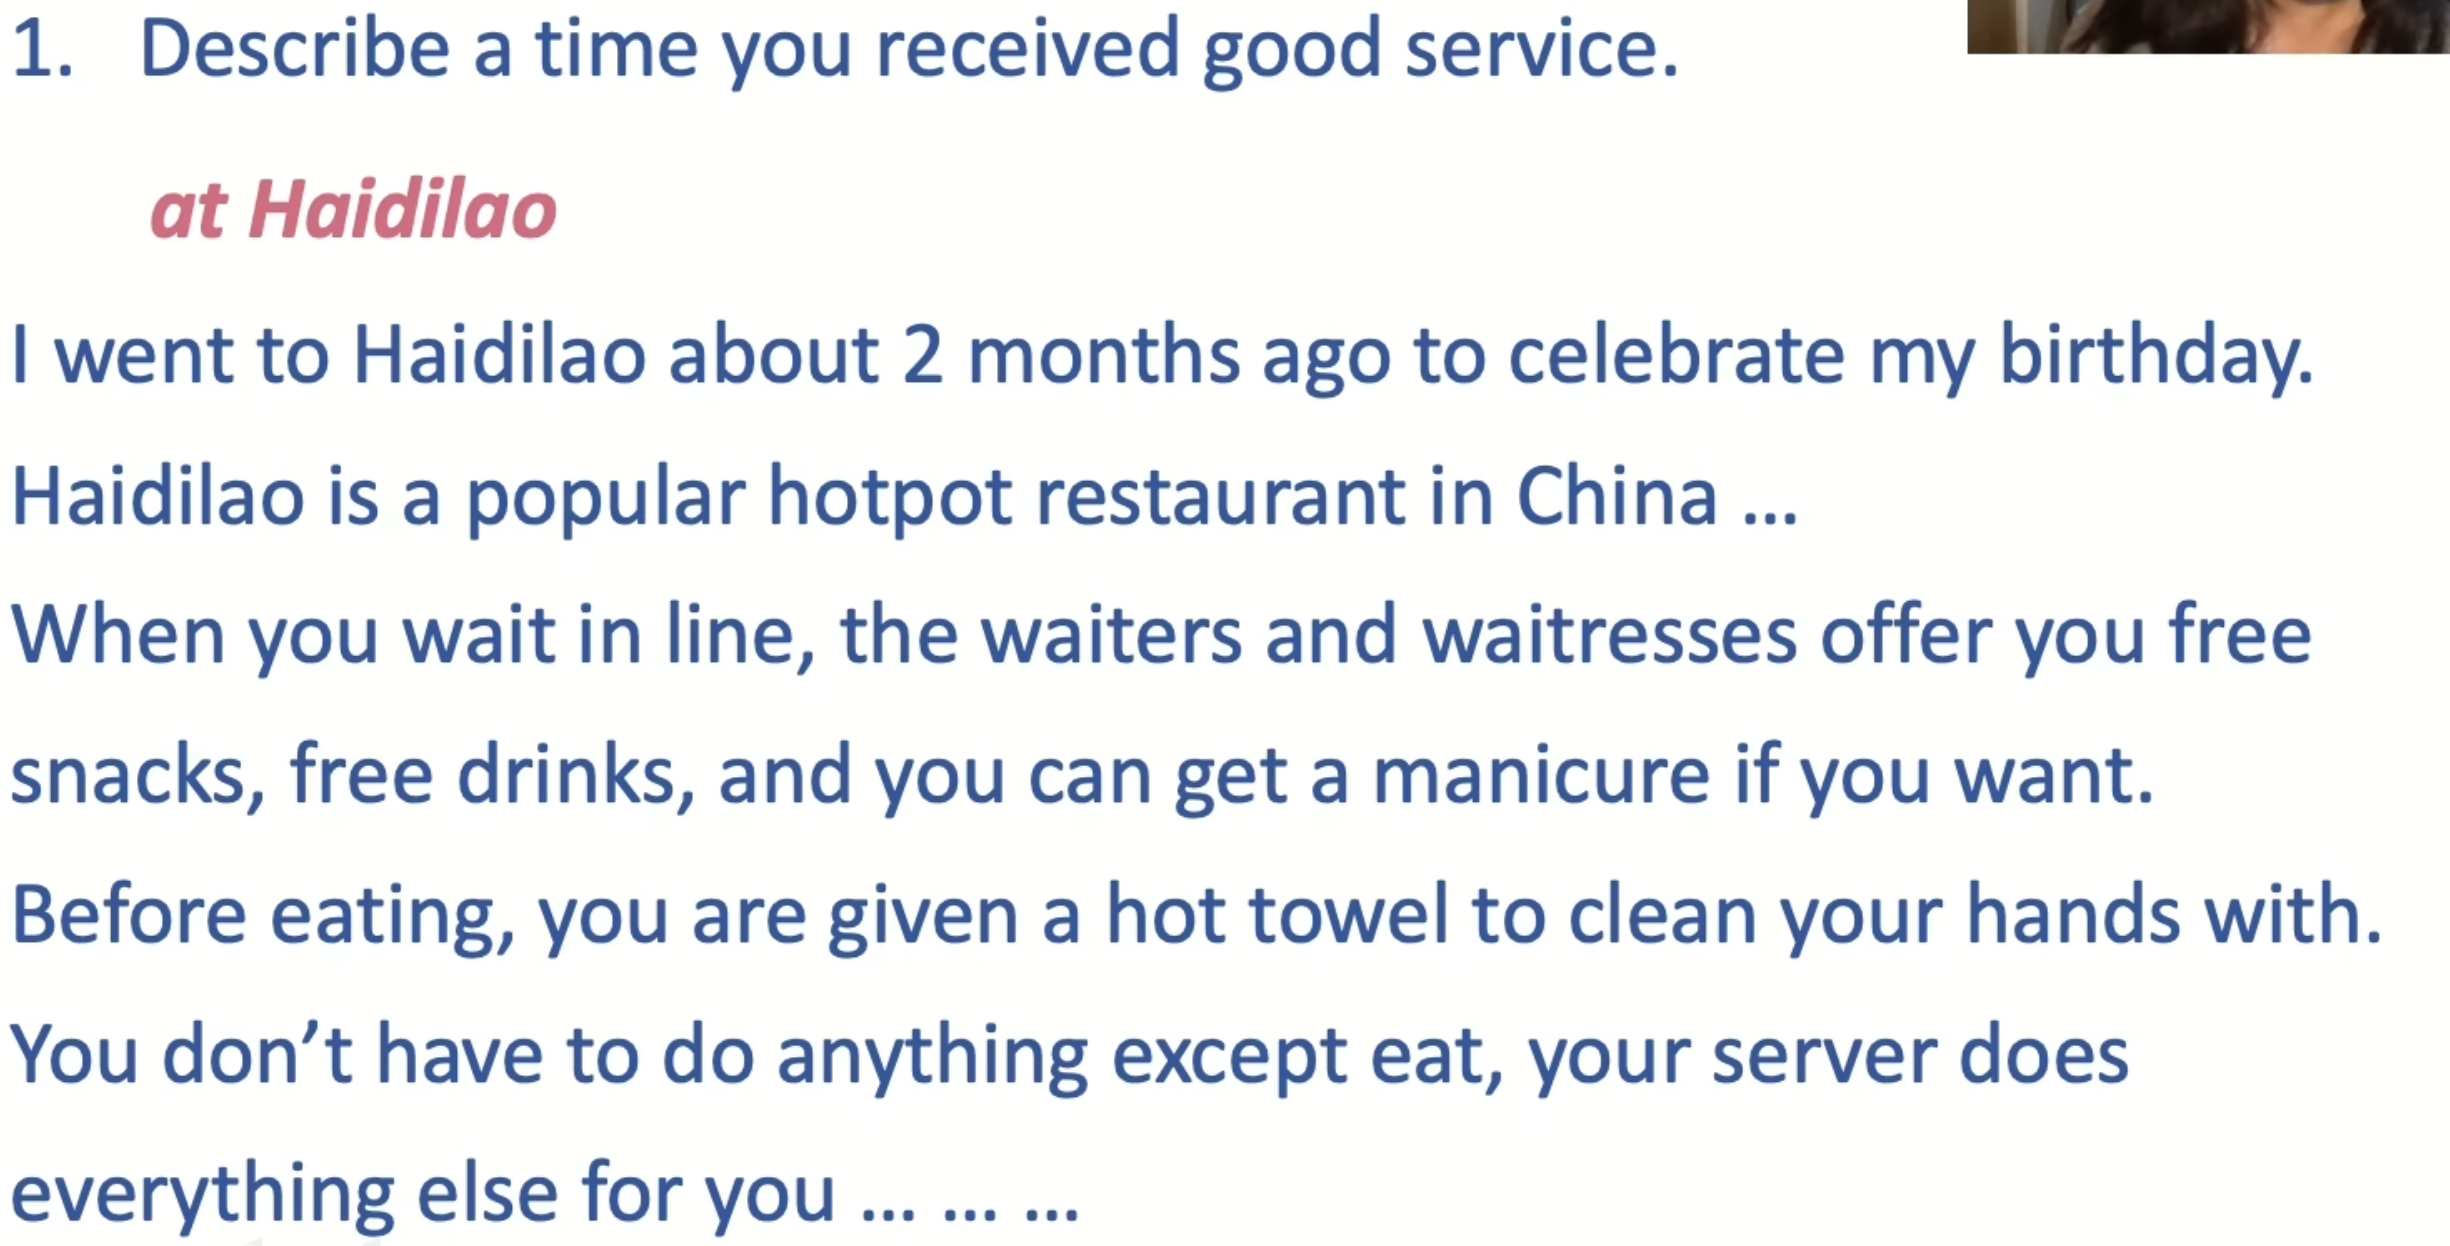 1. Describe a time you received good service.
at Haidilao
I went to Haidilao about 2 months ago to celebrate my birthday.
Haidilao is a popular hotpot restaurant in China ...
When you wait in line, the waiters and waitresses offer you free
snacks, free drinks, and you can get a manicure if you want.
Before eating, you are given a hot towel to clean your hands with.
You don’t have to do anything except eat, your server does
everything else for you ... ... ...